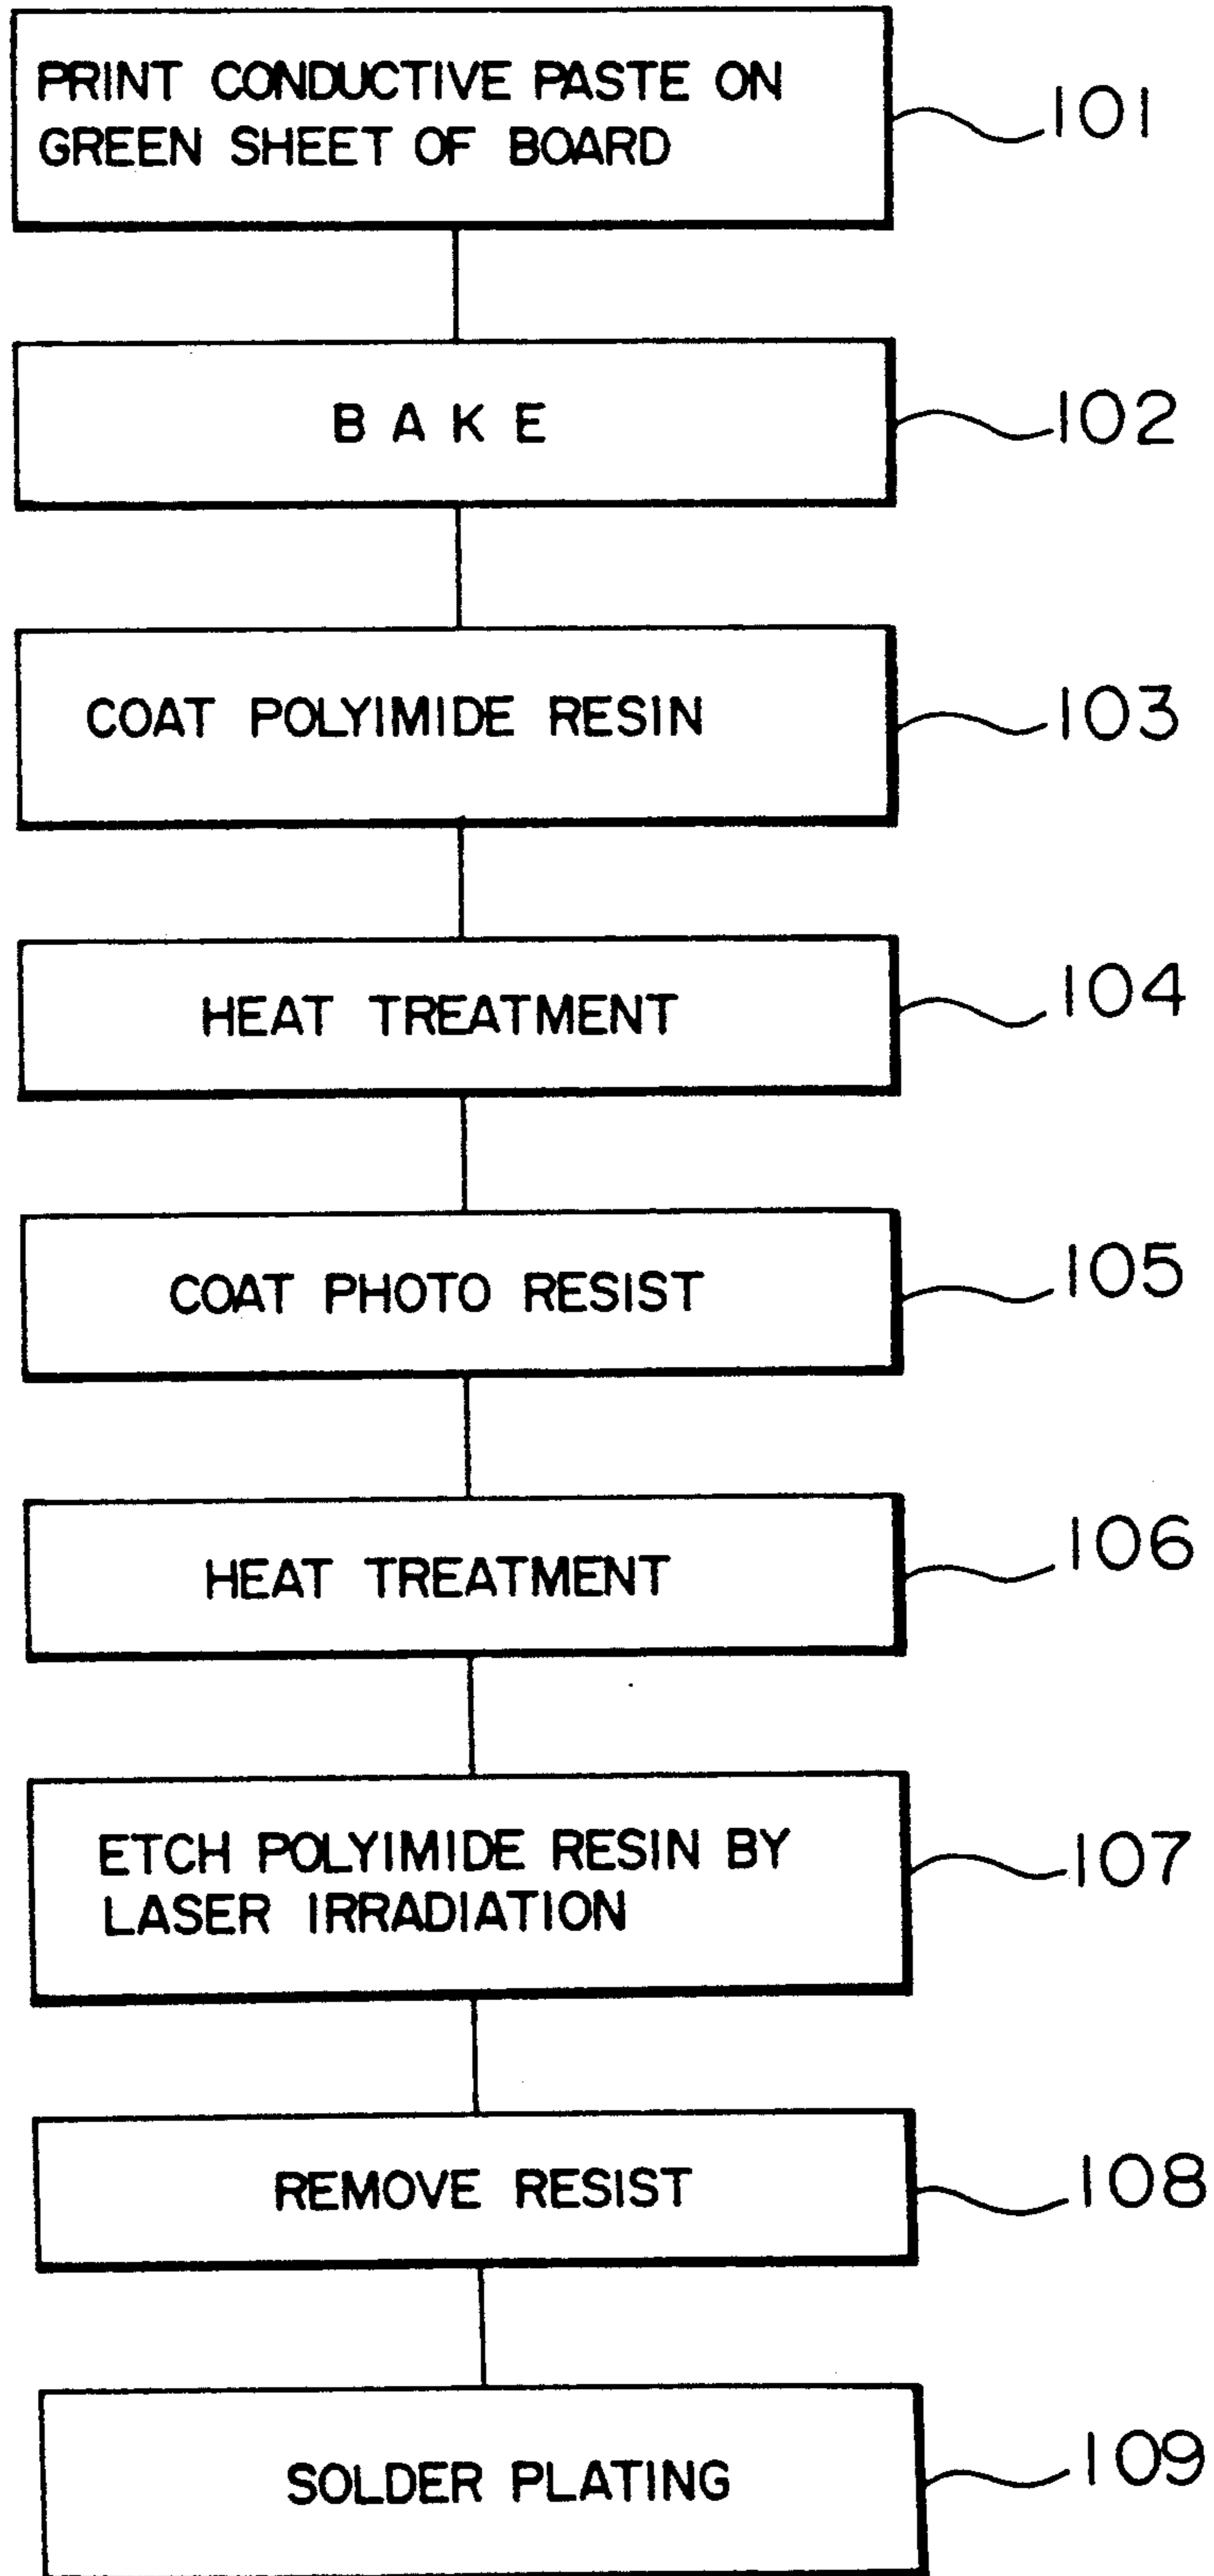 PRINT CONDUCTIVE PASTE ON
GREEN SHEET OF BOARD
101
BAKE
102
COAT POLYIMIDE RESIN
103
HEAT TREATMENT
104
COAT PHOTO RESIST
105
HEAT TREATMENT
106
ETCH POLYIMIDE RESIN BY
LASER IRRADIATION
107
REMOVE RESIST
108
SOLDER PLATING
109